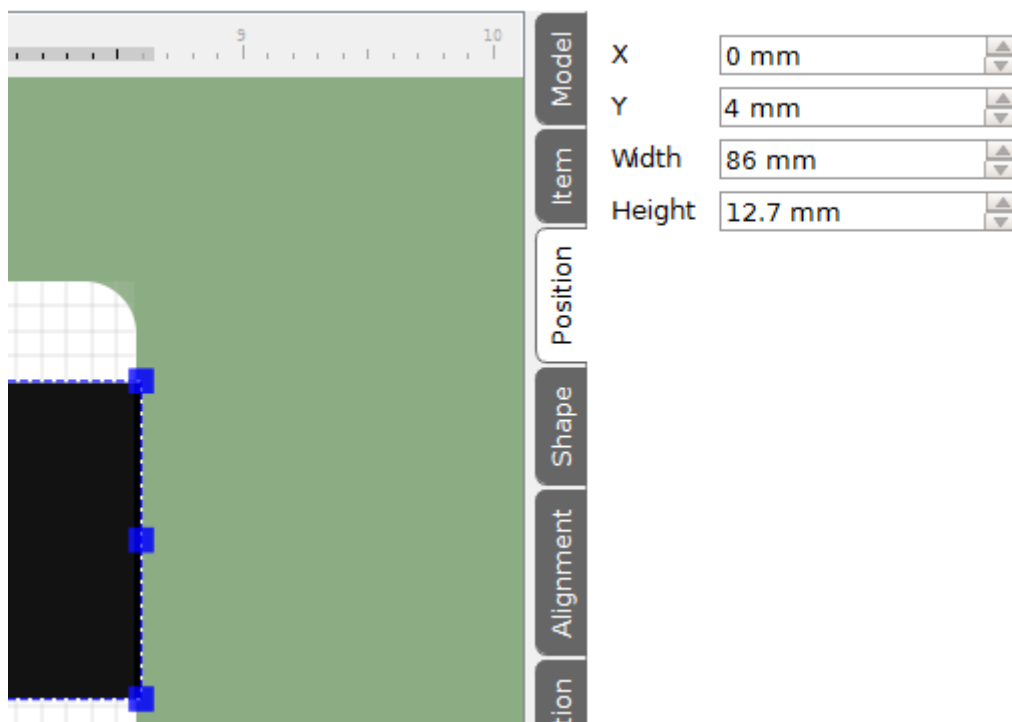 9
10
Model
Item
Position
Shape
Alignment
X
0 mm
Y
4 mm
Width
86 mm
Height
12.7 mm